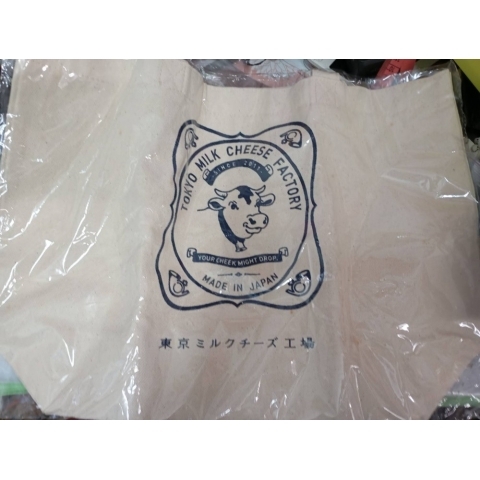 TOKYO MILK CHEESE FACTORY
SINCE 2011
YOUR CHEEK MIGHT DROP.
MADE IN JAPAN
東京ミルクチーズ工場